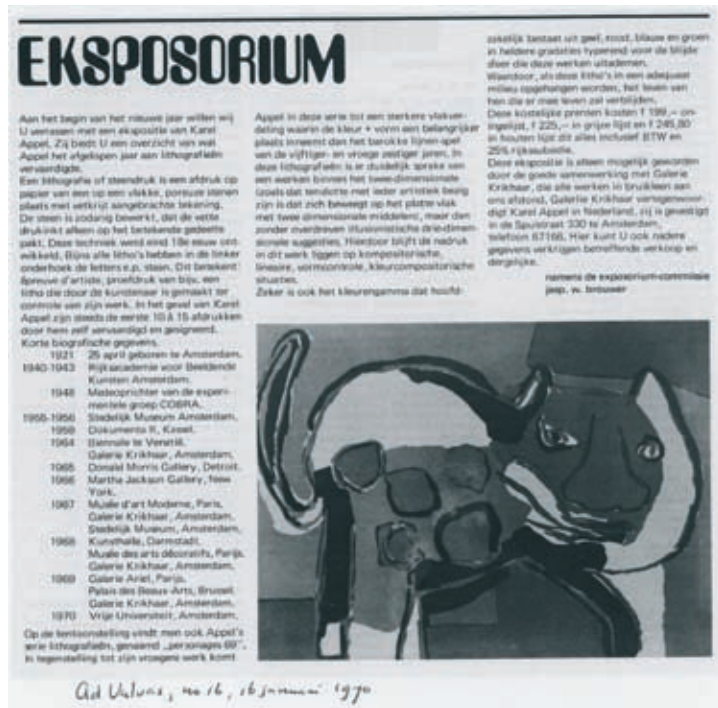 EKSPOSORIUM
Aan het begin van het nieuwe jaar willen wij
U verrassen met een ekspositie van Karel
Appel. Zij biedt U een overzicht van wat
Appel het afgelopen jaar aan lithografieën
vervaardigde.
Een lithografie of steendruk is een afdruk op
papier van een op een vlakke, poreuze stenen
plaats met vetkrijt aangebrachte tekening.
De steen is zodanig bewerkt, dat de vette
drukinkt alleen op het betekende gedeelte
pakt. Deze techniek werd eind 18e eeuw ont-
wikkeld. Bijna alle litho's hebben in de linker
onderhoek de letters e.p. staan. Dit betekent
épreuve d'artiste, proefdruk van bijv. een
litho die door de kunstenaar is gemaakt ter
controle van zijn werk. In het geval van Karel
Appel zijn steeds de eerste 10 à 15 afdrukken
door hem zelf vervaardigd en gesigneerd.
Korte biografische gegevens.
1921 25 april geboren te Amsterdam.
1940-1943 Rijksacademie voor Beeldende
Kunsten Amsterdam.
1948 Medeoprichter van de experi-
mentele groep COBRA.
1955-1956 Stedelijk Museum Amsterdam.
1959 Dokumenta II, Kassel.
1964 Biennale te Venetië.
Galerie Krikhaar, Amsterdam.
1965 Donald Morris Gallery, Detroit.
1966 Martha Jackson Gallery, New
York.
1967 Musée d'art Moderne, Paris.
Galerie Krikhaar, Amsterdam.
Stedelijk Museum, Amsterdam.
1968 Kunsthalle, Darmstadt.
Musée des arts décoratifs, Parijs.
Galerie Krikhaar, Amsterdam.
1969 Galerie Ariel, Parijs.
Palais des Beaux-Arts, Brussel.
Galerie Krikhaar, Amsterdam.
1970 Vrije Universiteit, Amsterdam.
Op de tentoonstelling vindt men ook Appel's
serie lithografieën, genaamd „personages 69".
In tegenstelling tot zijn vroegere werk komt
Appel in deze serie tot een sterkere vlakver-
deling waarin de kleur + vorm een belangrijker
plaats inneemt dan het barokke lijnen-spel
van de vijftiger- en vroege zestiger jaren. In
deze lithografieën is er duidelijk sprake van
een werken binnen het twee-dimensionale
(zoals dat tendotte met ieder artistiek bezig
zijn is dat zich beweegt op het platte vlak
met twee dimensionale middelen), maar dan
zonder overdreven illusionistische drie-dimen-
sionale suggesties. Hierdoor blijft de nadruk
in dit werk liggen op kompositorische,
lineaire, vormcontrole, kleurcompositorische
situaties.
Zeker is ook het kleurengamma dat hoofd-
zakelijk bestaat uit geel, rood, blauw en groen
in heldere gradaties typerend voor de blijde
sfeer die deze werken uitademen.
Waardoor, als deze litho's in een adequaat
milieu opgehangen worden, het leven van
hen die er mee leven zal verblijden.
Deze kostelijke prenten kosten f 199,– on-
ingelijst, f 225,– in grijze lijst en f 245,80
in houten lijst dit alles inclusief BTW en
25% rijkssubsidie.
Deze ekspositie is alleen mogelijk geworden
door de goede samenwerking met Galerie
Krikhaar, die alle werken in bruikleen aan
ons afstond. Galerie Krikhaar vertegenwoor-
digt Karel Appel in Nederland, zij is gevestigd
in de Spuistraat 330 te Amsterdam,
telefoon 67166. Hier kunt U ook nadere
gegevens verkrijgen betreffende verkoop en
dergelijke.
namens de exposorium-commissie
jasp. w. brouwer
Ad Valvas, no 16, 16 januari 1970